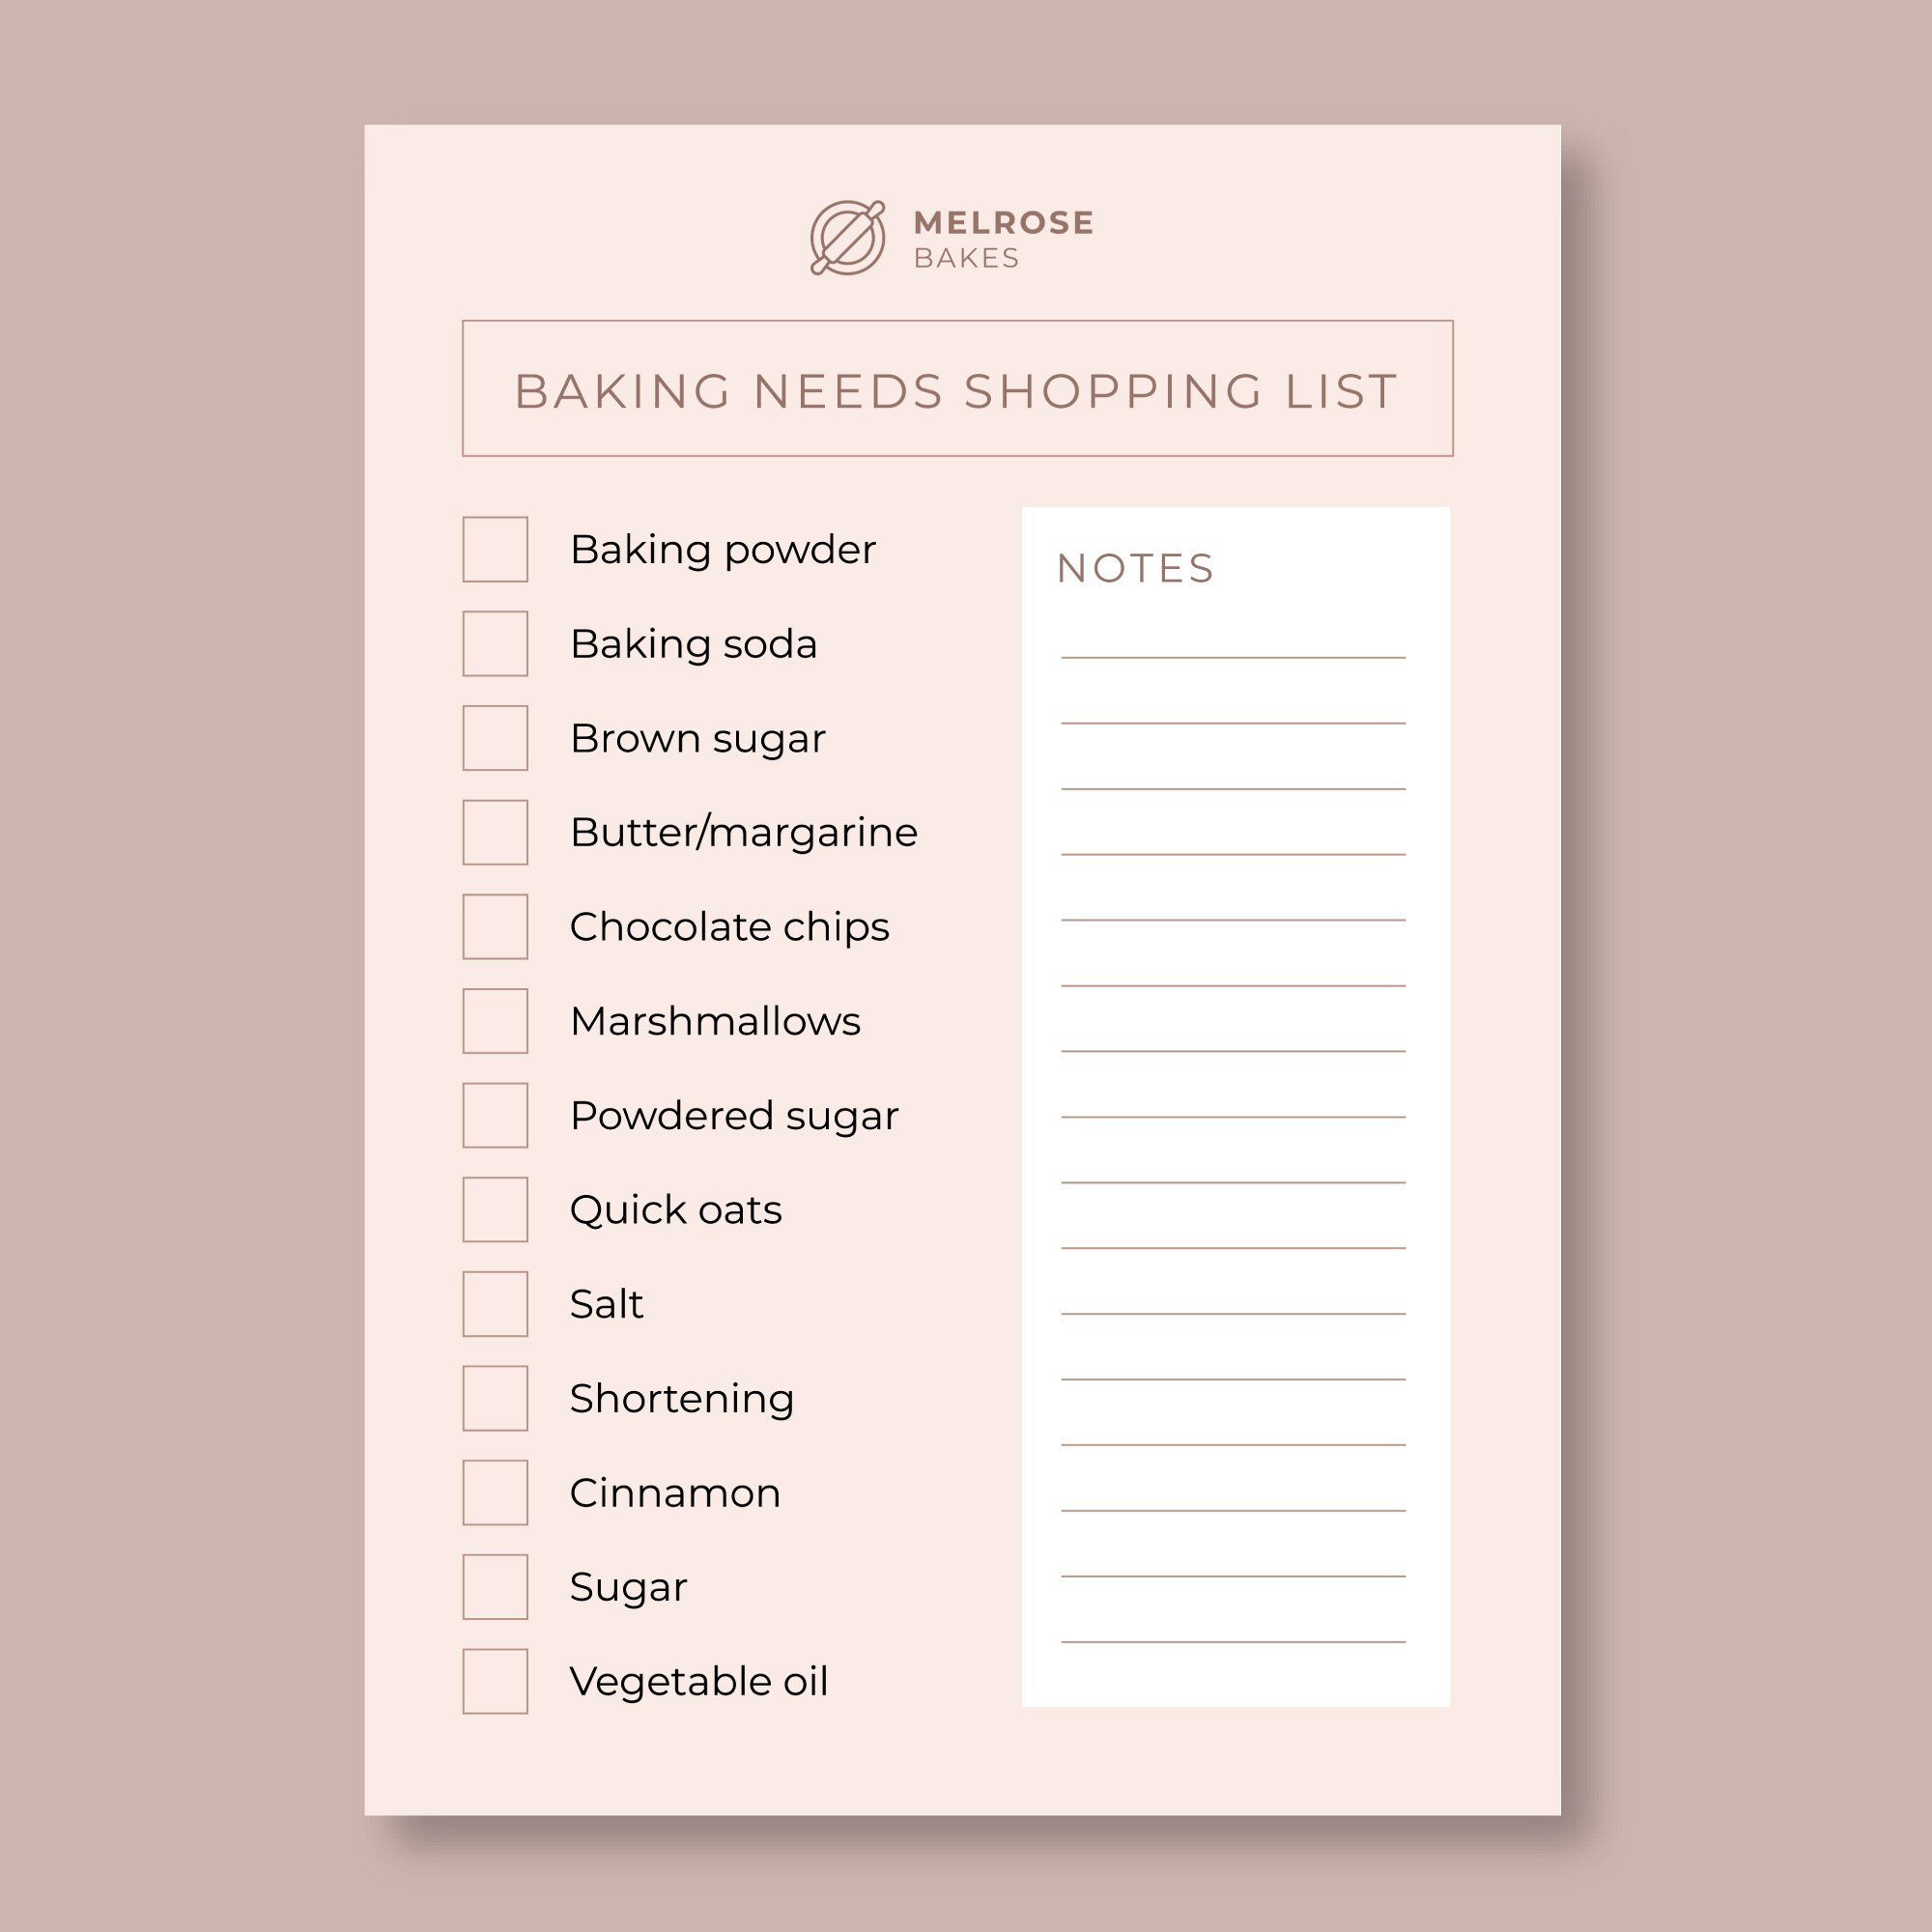 MELROSE
BAKES
BAKING NEEDS SHOPPING LIST
Baking powder
Baking soda
Brown sugar
Butter/margarine
Chocolate chips
Marshmallows
Powdered sugar
Quick oats
Salt
Shortening
Cinnamon
Sugar
Vegetable oil
NOTES